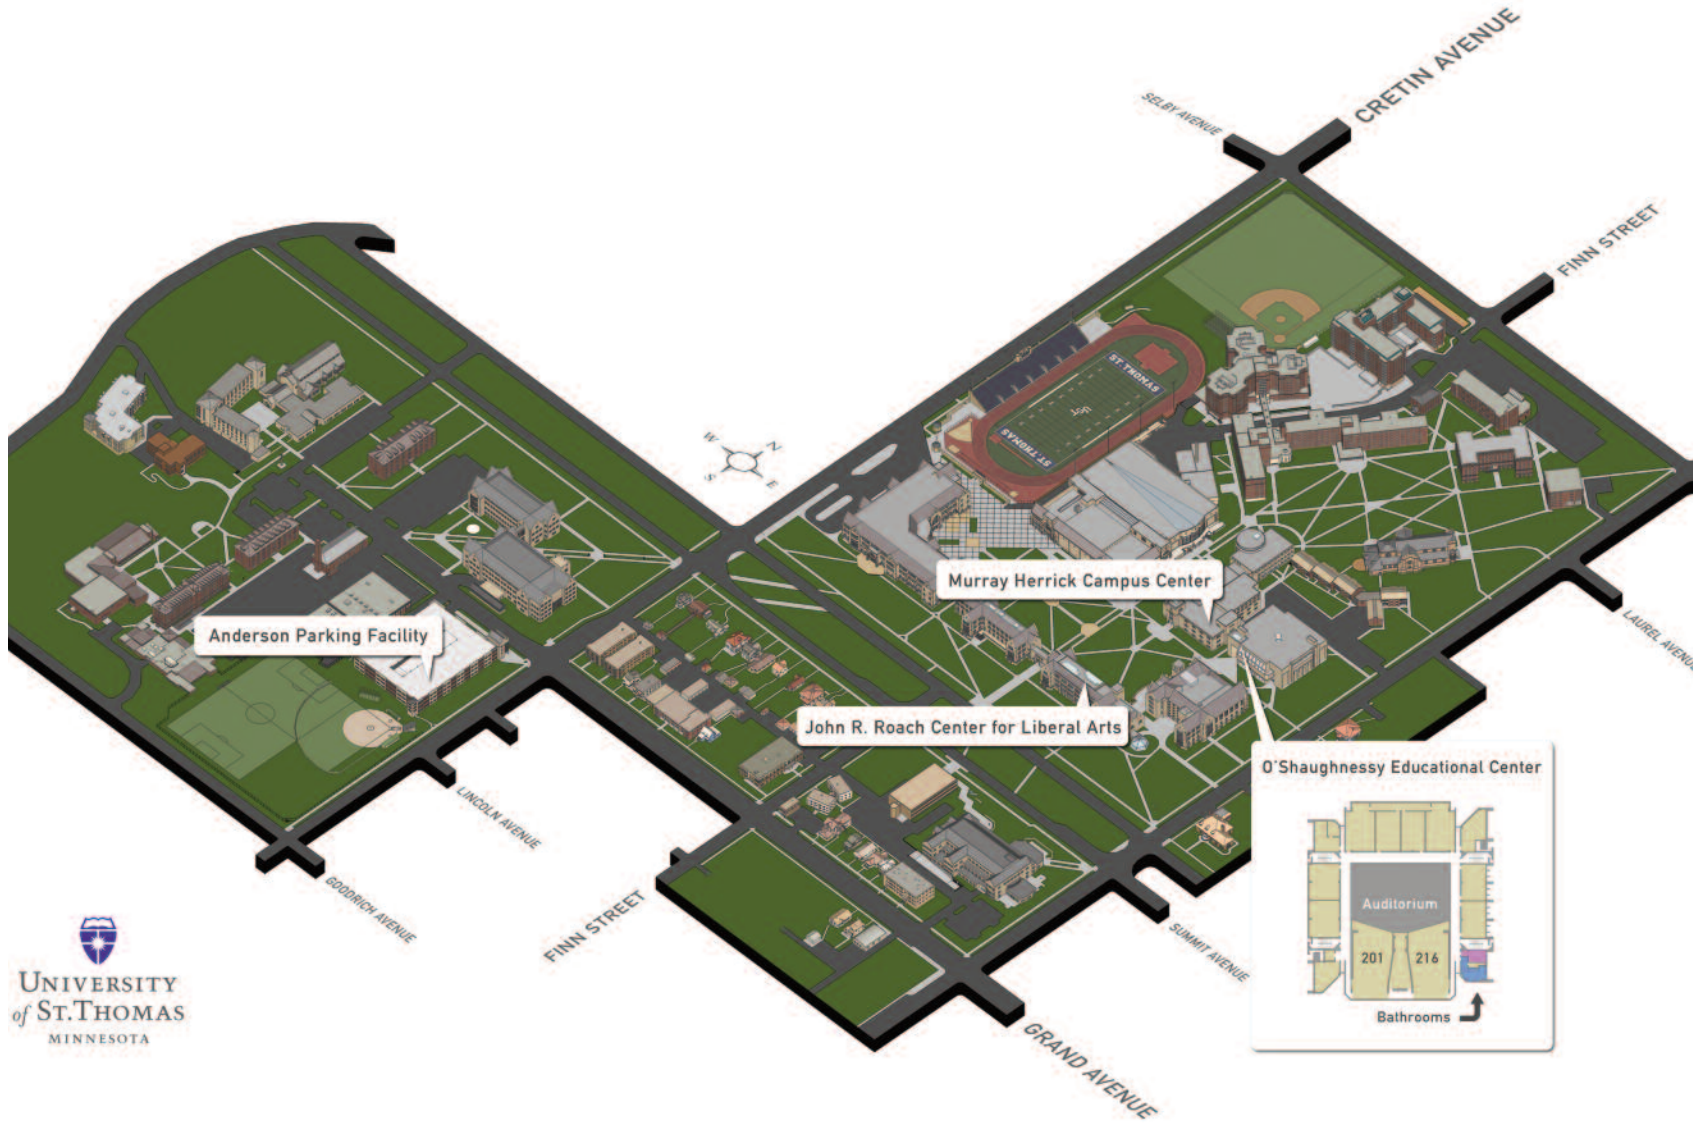 CRETIN AVENUE
SELBY AVENUE
FINN STREET
ST. THOMAS
UST
ST. THOMAS
W
N
S
E
Murray Herrick Campus Center
LAUREL AVENUE
Anderson Parking Facility
John R. Roach Center for Liberal Arts
O'Shaughnessy Educational Center
LINCOLN AVENUE
GOODRICH AVENUE
FINN STREET
SUMMIT AVENUE
GRAND AVENUE
Auditorium
201
216
Bathrooms
UNIVERSITY
of ST. THOMAS
MINNESOTA